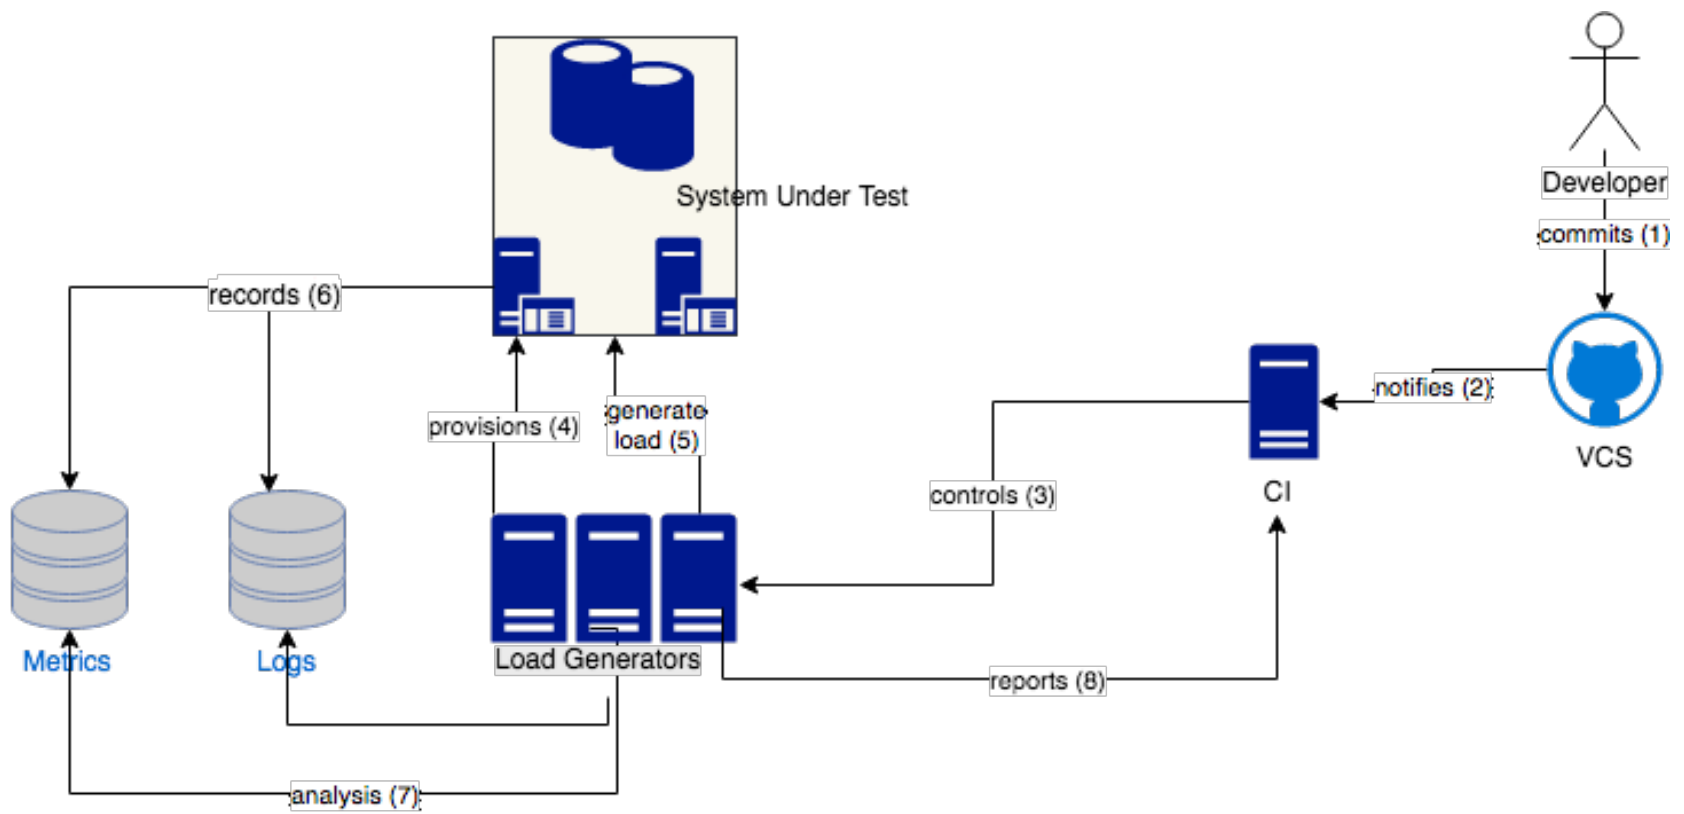 System Under Test
Developer
commits (1)
records (6)
notifies (2)
generate
load (5)
provisions (4)
VCS
CI
controls (3)
Metrics
Logs
Load Generators
reports (8)
analysis (7)